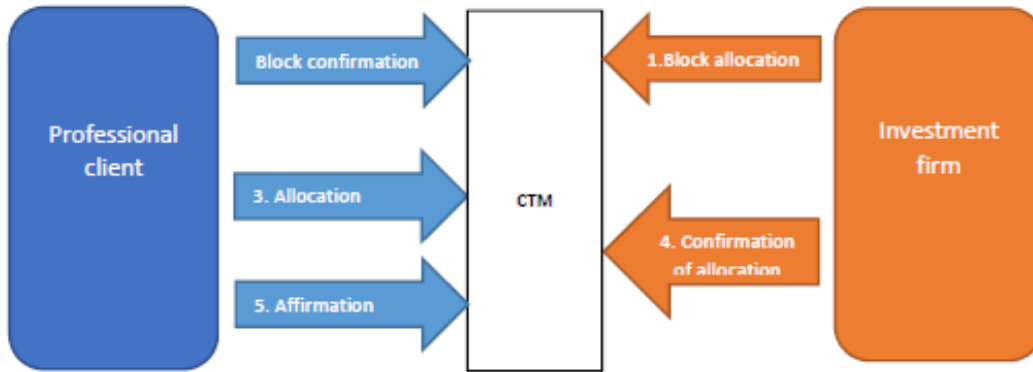 Block confirmation
1.Block allocation
Professional
client
Investment
firm
3. Allocation
CTM
4. Confirmation
of allocation
5. Affirmation